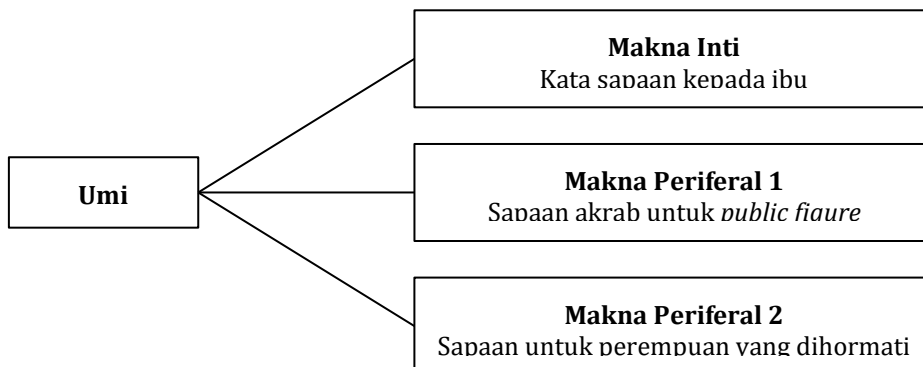 Makna Inti
Kata sapaan kepada ibu
Umi
Makna Periferal 1
Sapaan akrab untuk public figure
Makna Periferal 2
Sapaan untuk perempuan yang dihormati